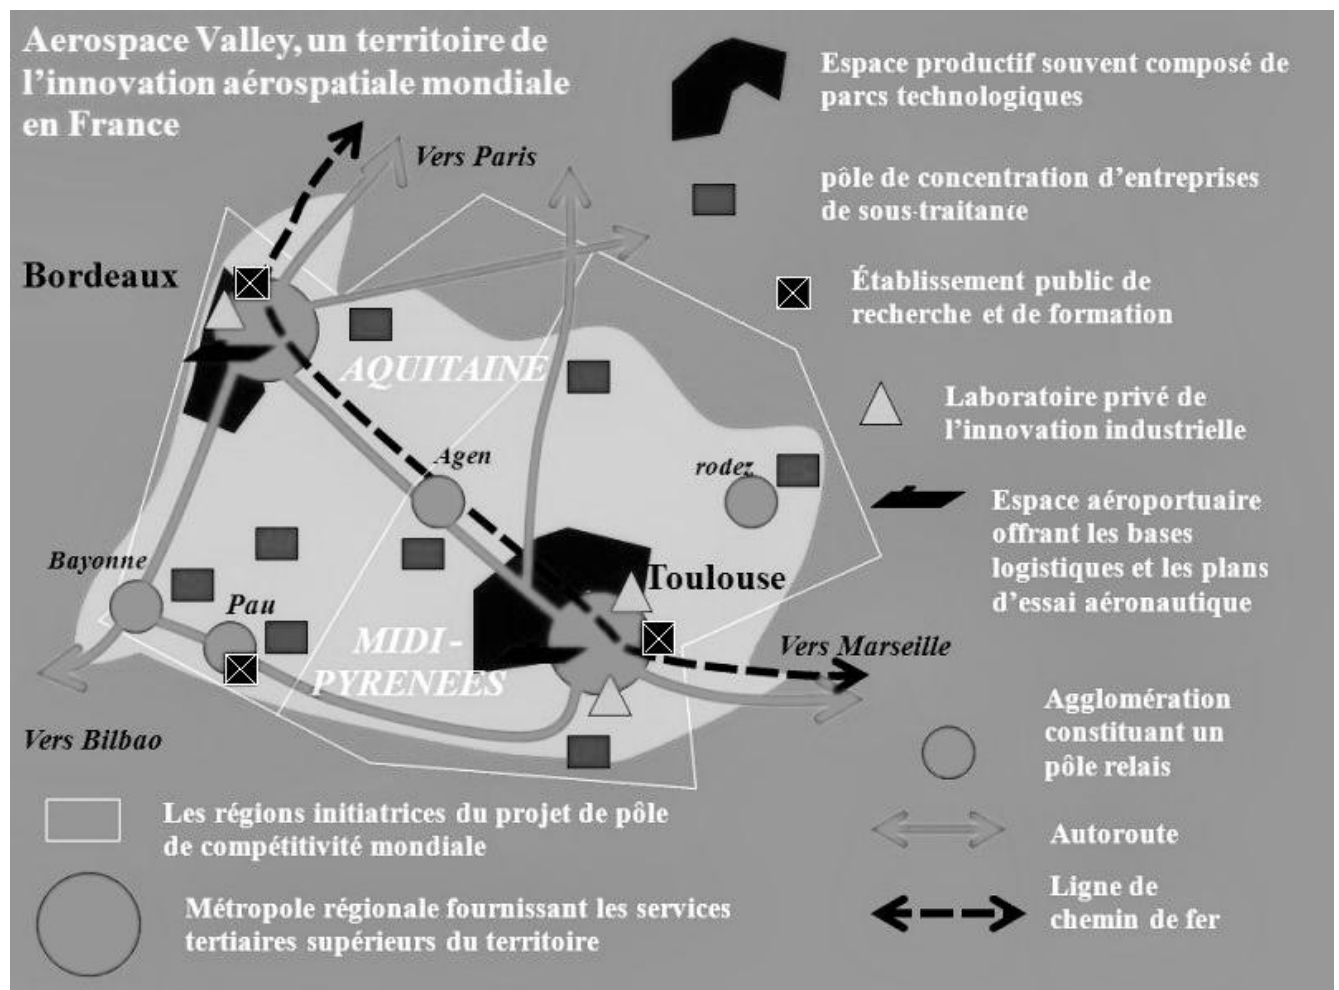 Aerospace Valley, un territoire de
l'innovation aérospatiale mondiale
en France
Espace productif souvent composé de
parcs technologiques
pôle de concentration d'entreprises
de sous-traitante
Établissement public de
recherche et de formation
Laboratoire privé de
l'innovation industrielle
Espace aéroportuaire
offrant les bases
logistiques et les plans
d'essai aéronautique
Agglomération
constituant un
pôle relais
Autoroute
Ligne de
chemin de fer
Vers Paris
Bordeaux
AQUITAINE
Agen
rodez
Bayonne
Pau
Toulouse
MIDI -
PYRENEES
Vers Marseille
Vers Bilbao
Les régions initiatrices du projet de pôle
de compétitivité mondiale
Métropole régionale fournissant les services
tertiaires supérieurs du territoire